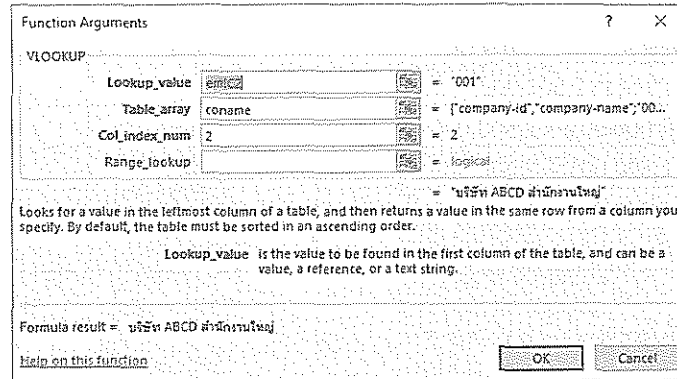 Function Arguments ? ×
VLOOKUP
Lookup_value em!C2 = "001"
Table_array coname = {"company-id","company-name";"00...
Col_index_num 2 = 2
Range_lookup = logical
= "บริษัท ABCD สำนักงานใหญ่"
Looks for a value in the leftmost column of a table, and then returns a value in the same row from a column you
specify. By default, the table must be sorted in an ascending order.
Lookup_value is the value to be found in the first column of the table, and can be a
value, a reference, or a text string.
Formula result = บริษัท ABCD สำนักงานใหญ่
Help on this function OK Cancel